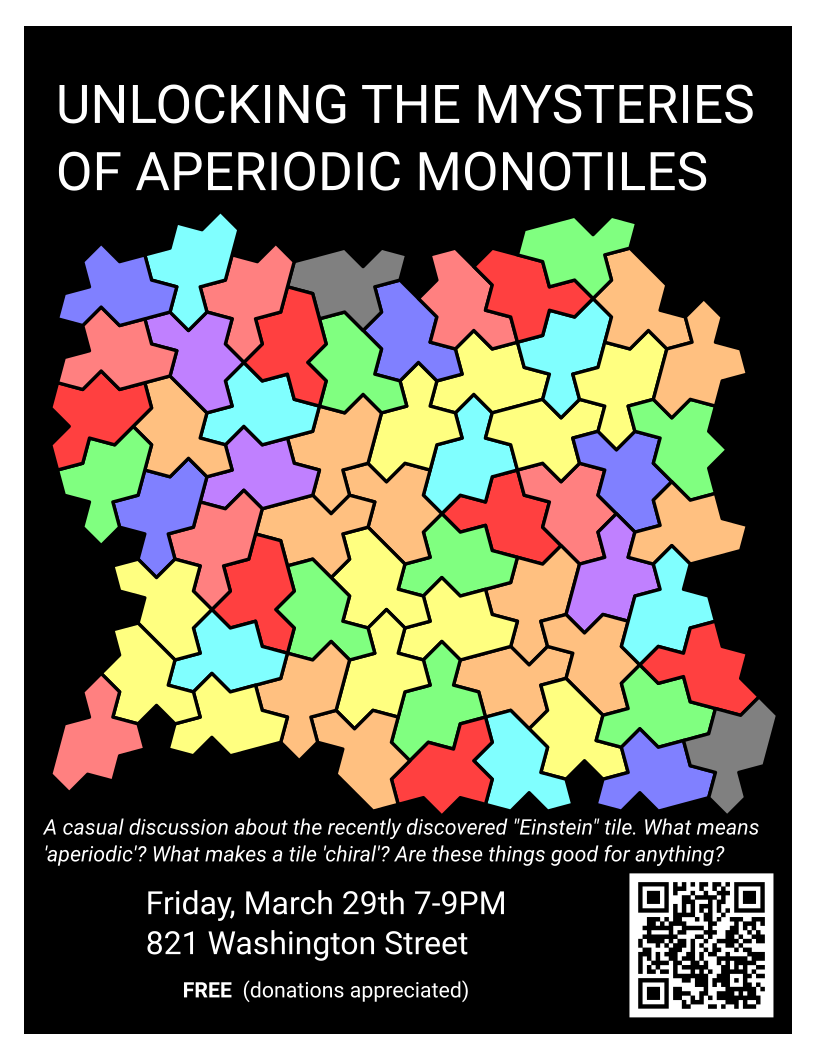 UNLOCKING THE MYSTERIES
OF APERIODIC MONOTILES
A casual discussion about the recently discovered "Einstein" tile. What means
'aperiodic'? What makes a tile 'chiral'? Are these things good for anything?
Friday, March 29th 7-9PM
821 Washington Street
FREE (donations appreciated)